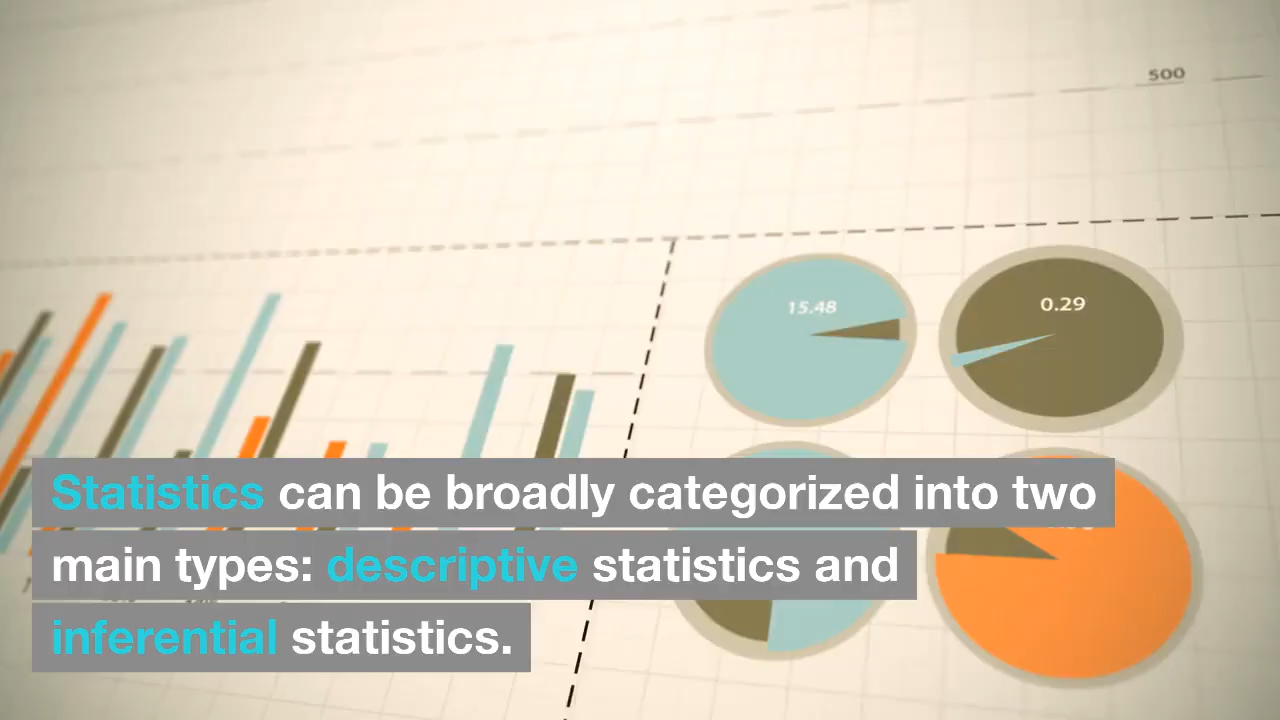 500
15.48
0.29
Statistics can be broadly categorized into two
main types: descriptive statistics and
inferential statistics.